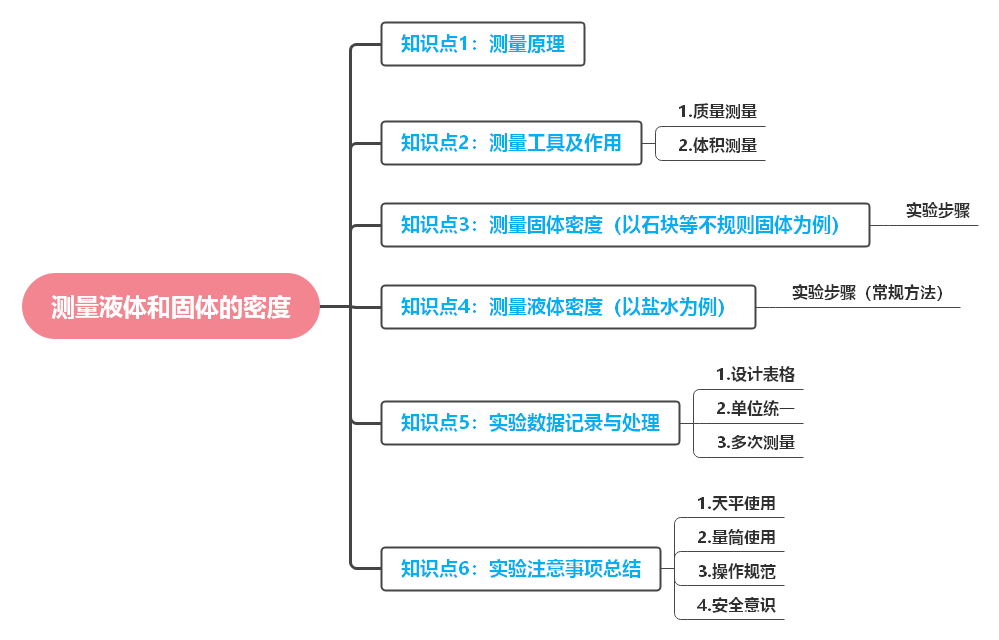 测量液体和固体的密度
知识点1：测量原理
知识点2：测量工具及作用
1.质量测量
2.体积测量
知识点3：测量固体密度（以石块等不规则固体为例）
实验步骤
知识点4：测量液体密度（以盐水为例）
实验步骤（常规方法）
知识点5：实验数据记录与处理
1.设计表格
2.单位统一
3.多次测量
知识点6：实验注意事项总结
1.天平使用
2.量筒使用
3.操作规范
4.安全意识